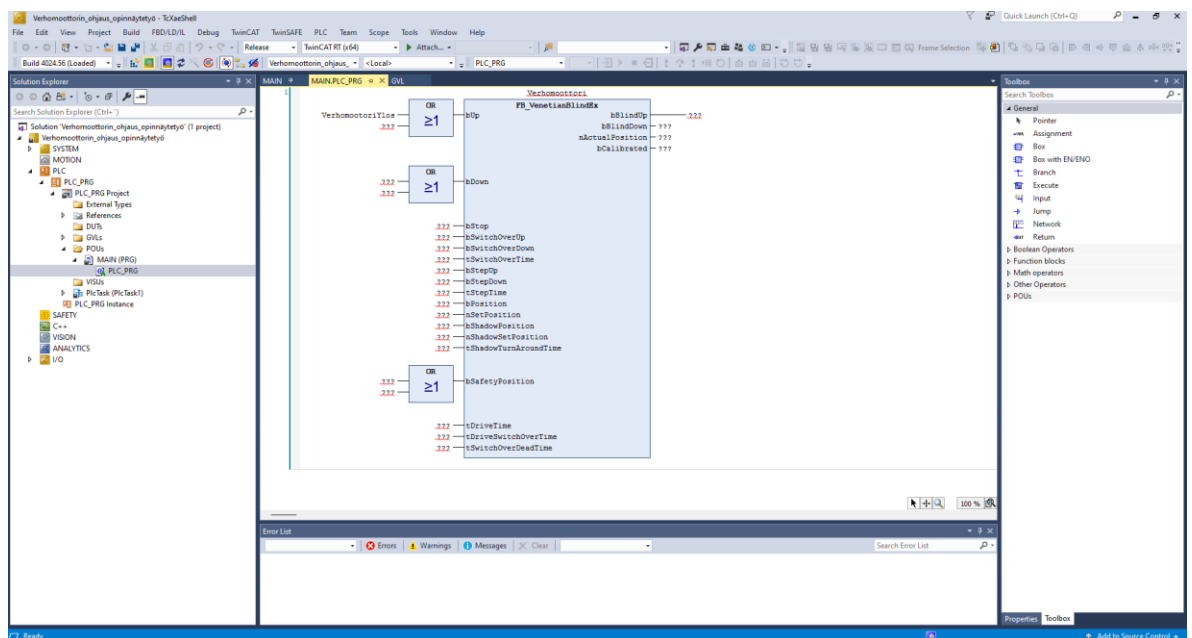 Verhomoottorin_ohjaus_opinnäytetyö - TcXaeShell
Quick Launch (Ctrl+Q)
File Edit View Project Build FBD/LD/IL Debug TwinCAT TwinSAFE PLC Team Scope Tools Window Help
Release TwinCAT RT (x64) Attach... Frame Selection
Build 4024.56 (Loaded) Verhomoottorin_ohjaus_ <Local> PLC_PRG
Solution Explorer
Search Solution Explorer (Ctrl+¨)
Solution 'Verhomoottorin_ohjaus_opinnäytetyö' (1 project)
Verhomoottorin_ohjaus_opinnäytetyö
SYSTEM
MOTION
PLC
PLC_PRG
PLC_PRG Project
External Types
References
DUTs
GVLs
POUs
MAIN (PRG)
PLC_PRG
VISUs
PlcTask (PlcTask1)
PLC_PRG Instance
SAFETY
C++
VISION
ANALYTICS
I/O
MAIN MAIN.PLC_PRG GVL
1
Verhomoottori
OR FB_VenetianBlindEx
VerhomootoriYlos ≥1 bUp bBlindUp ???
??? bBlindDown ???
nActualPosition ???
bCalibrated ???
OR
??? ≥1 bDown
???
??? bStop
??? bSwitchOverUp
??? bSwitchOverDown
??? tSwitchOverTime
??? bStepUp
??? bStepDown
??? tStepTime
??? bPosition
??? nSetPosition
??? bShadowPosition
??? nShadowSetPosition
??? tShadowTurnAroundTime
OR
??? ≥1 bSafetyPosition
???
??? tDriveTime
??? tDriveSwitchOverTime
??? tSwitchOverDeadTime
100 %
Error List
Errors Warnings Messages Clear
Search Error List
Toolbox
Search Toolbox
General
Pointer
Assignment
Box
Box with EN/ENO
Branch
Execute
Input
Jump
Network
Return
Boolean Operators
Function blocks
Math operators
Other Operators
POUs
Properties Toolbox
Ready
Add to Source Control